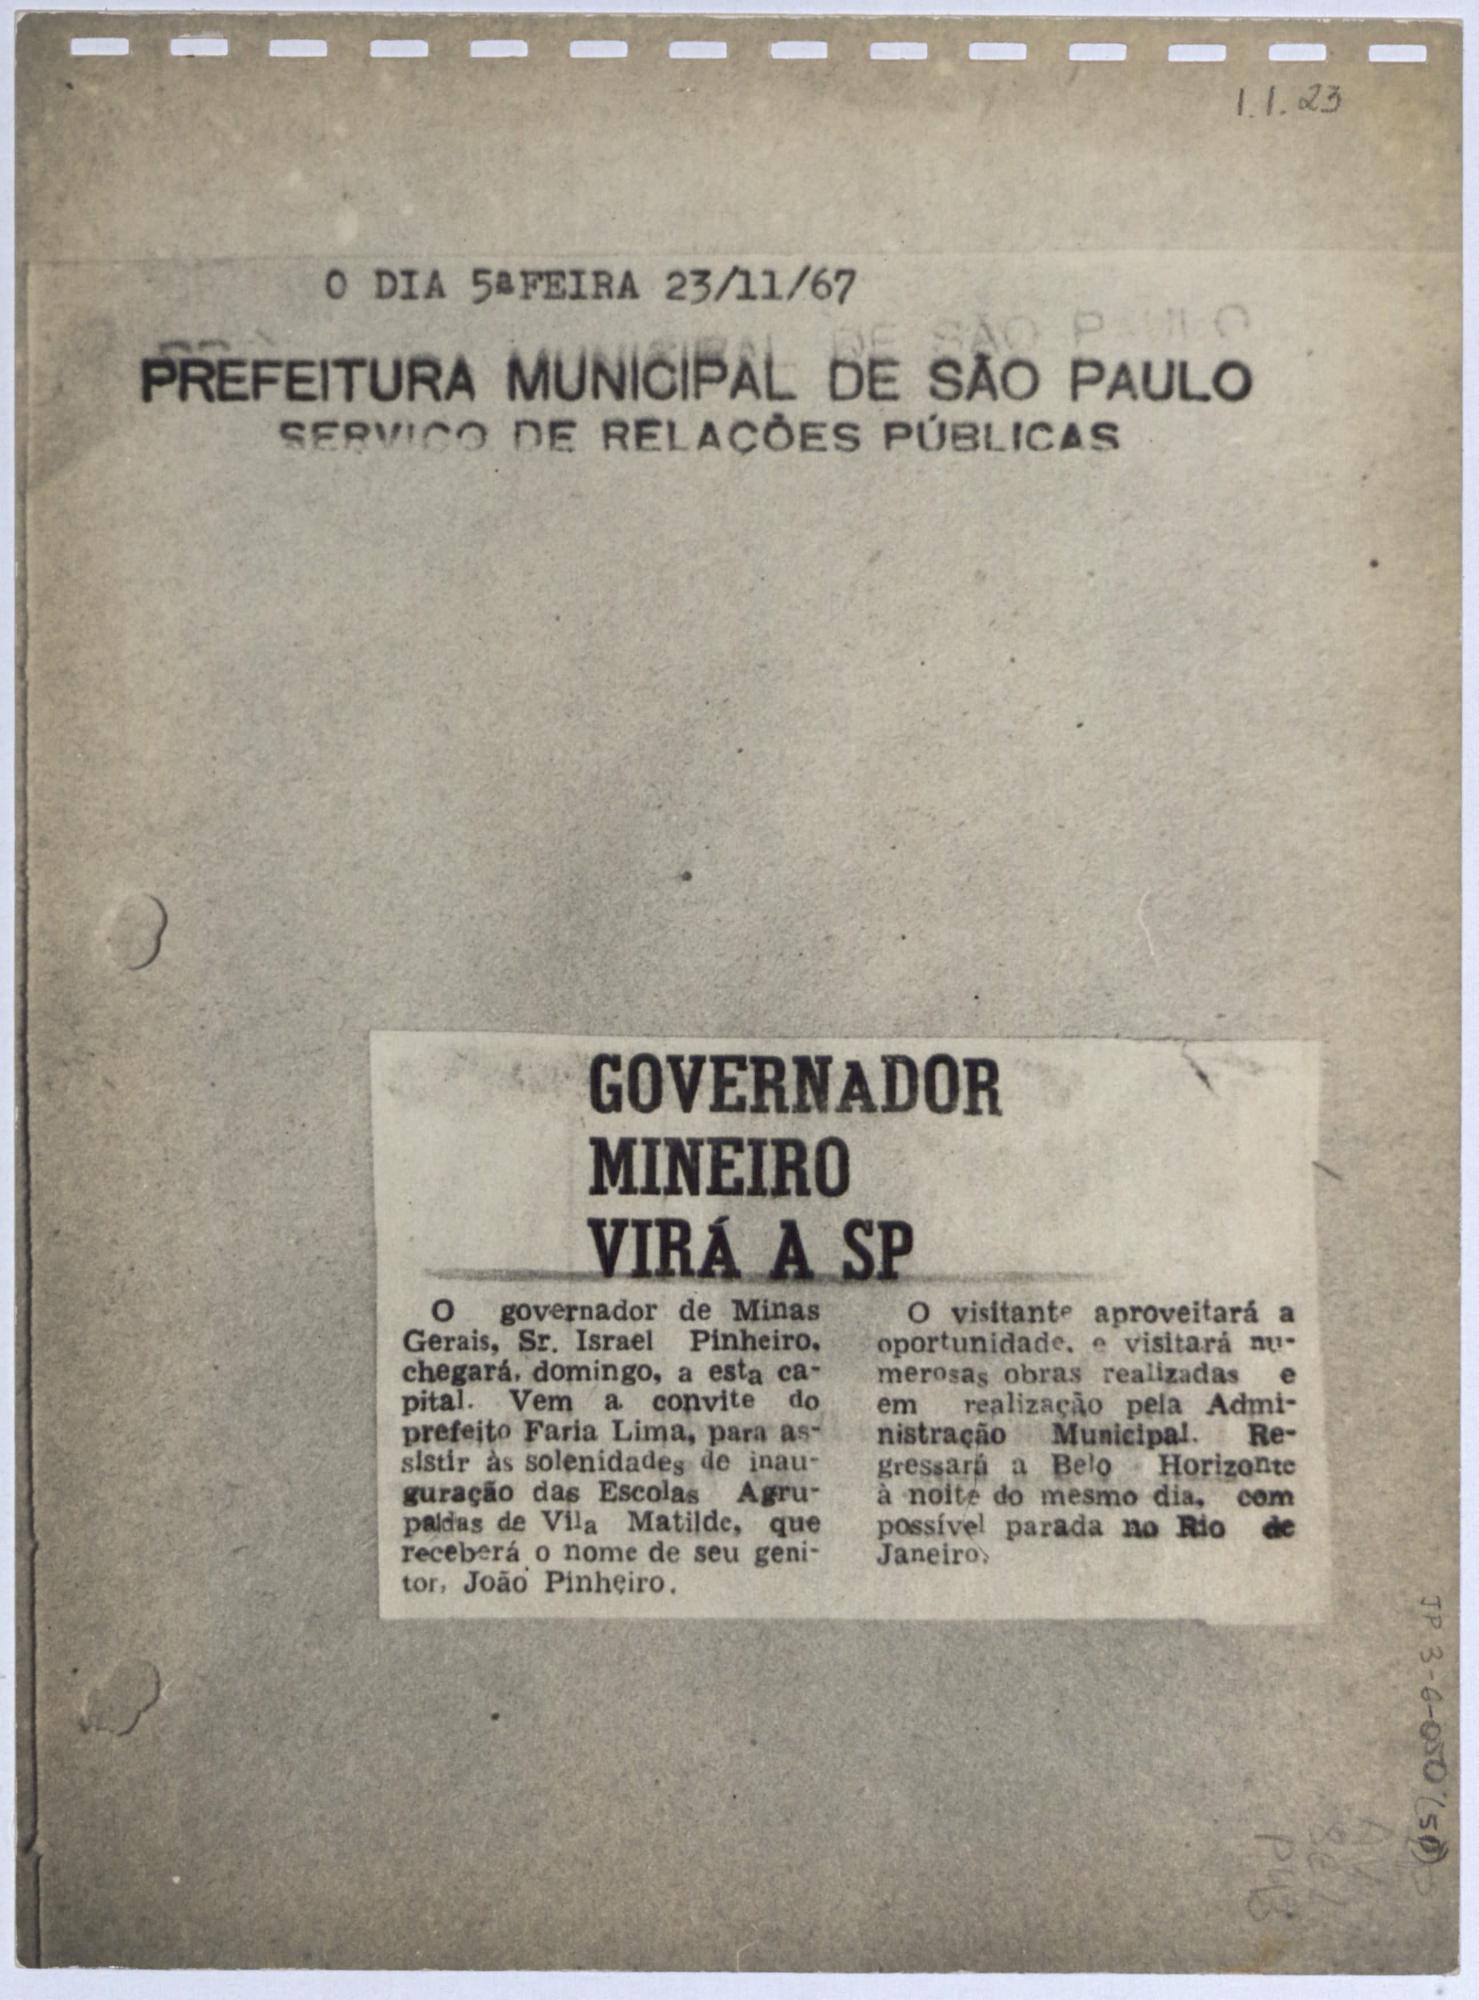 1.1.23
O DIA 5ªFEIRA 23/11/67
PREFEITURA MUNICIPAL DE SÃO PAULO
SERVIÇO DE RELAÇÕES PÚBLICAS
GOVERNADOR
MINEIRO
VIRÁ A SP
O governador de Minas
Gerais, Sr. Israel Pinheiro,
chegará, domingo, a esta ca-
pital. Vem a convite do
prefeito Faria Lima, para as-
sistir às solenidades de inau-
guração das Escolas Agru-
paldas de Vila Matilde, que
receberá o nome de seu geni-
tor, João Pinheiro.
O visitante aproveitará a
oportunidade, e visitará nu-
merosas obras realizadas e
em realização pela Admi-
nistração Municipal. Re-
gressará a Belo Horizonte
à noite do mesmo dia, com
possível parada no Rio de
Janeiro.